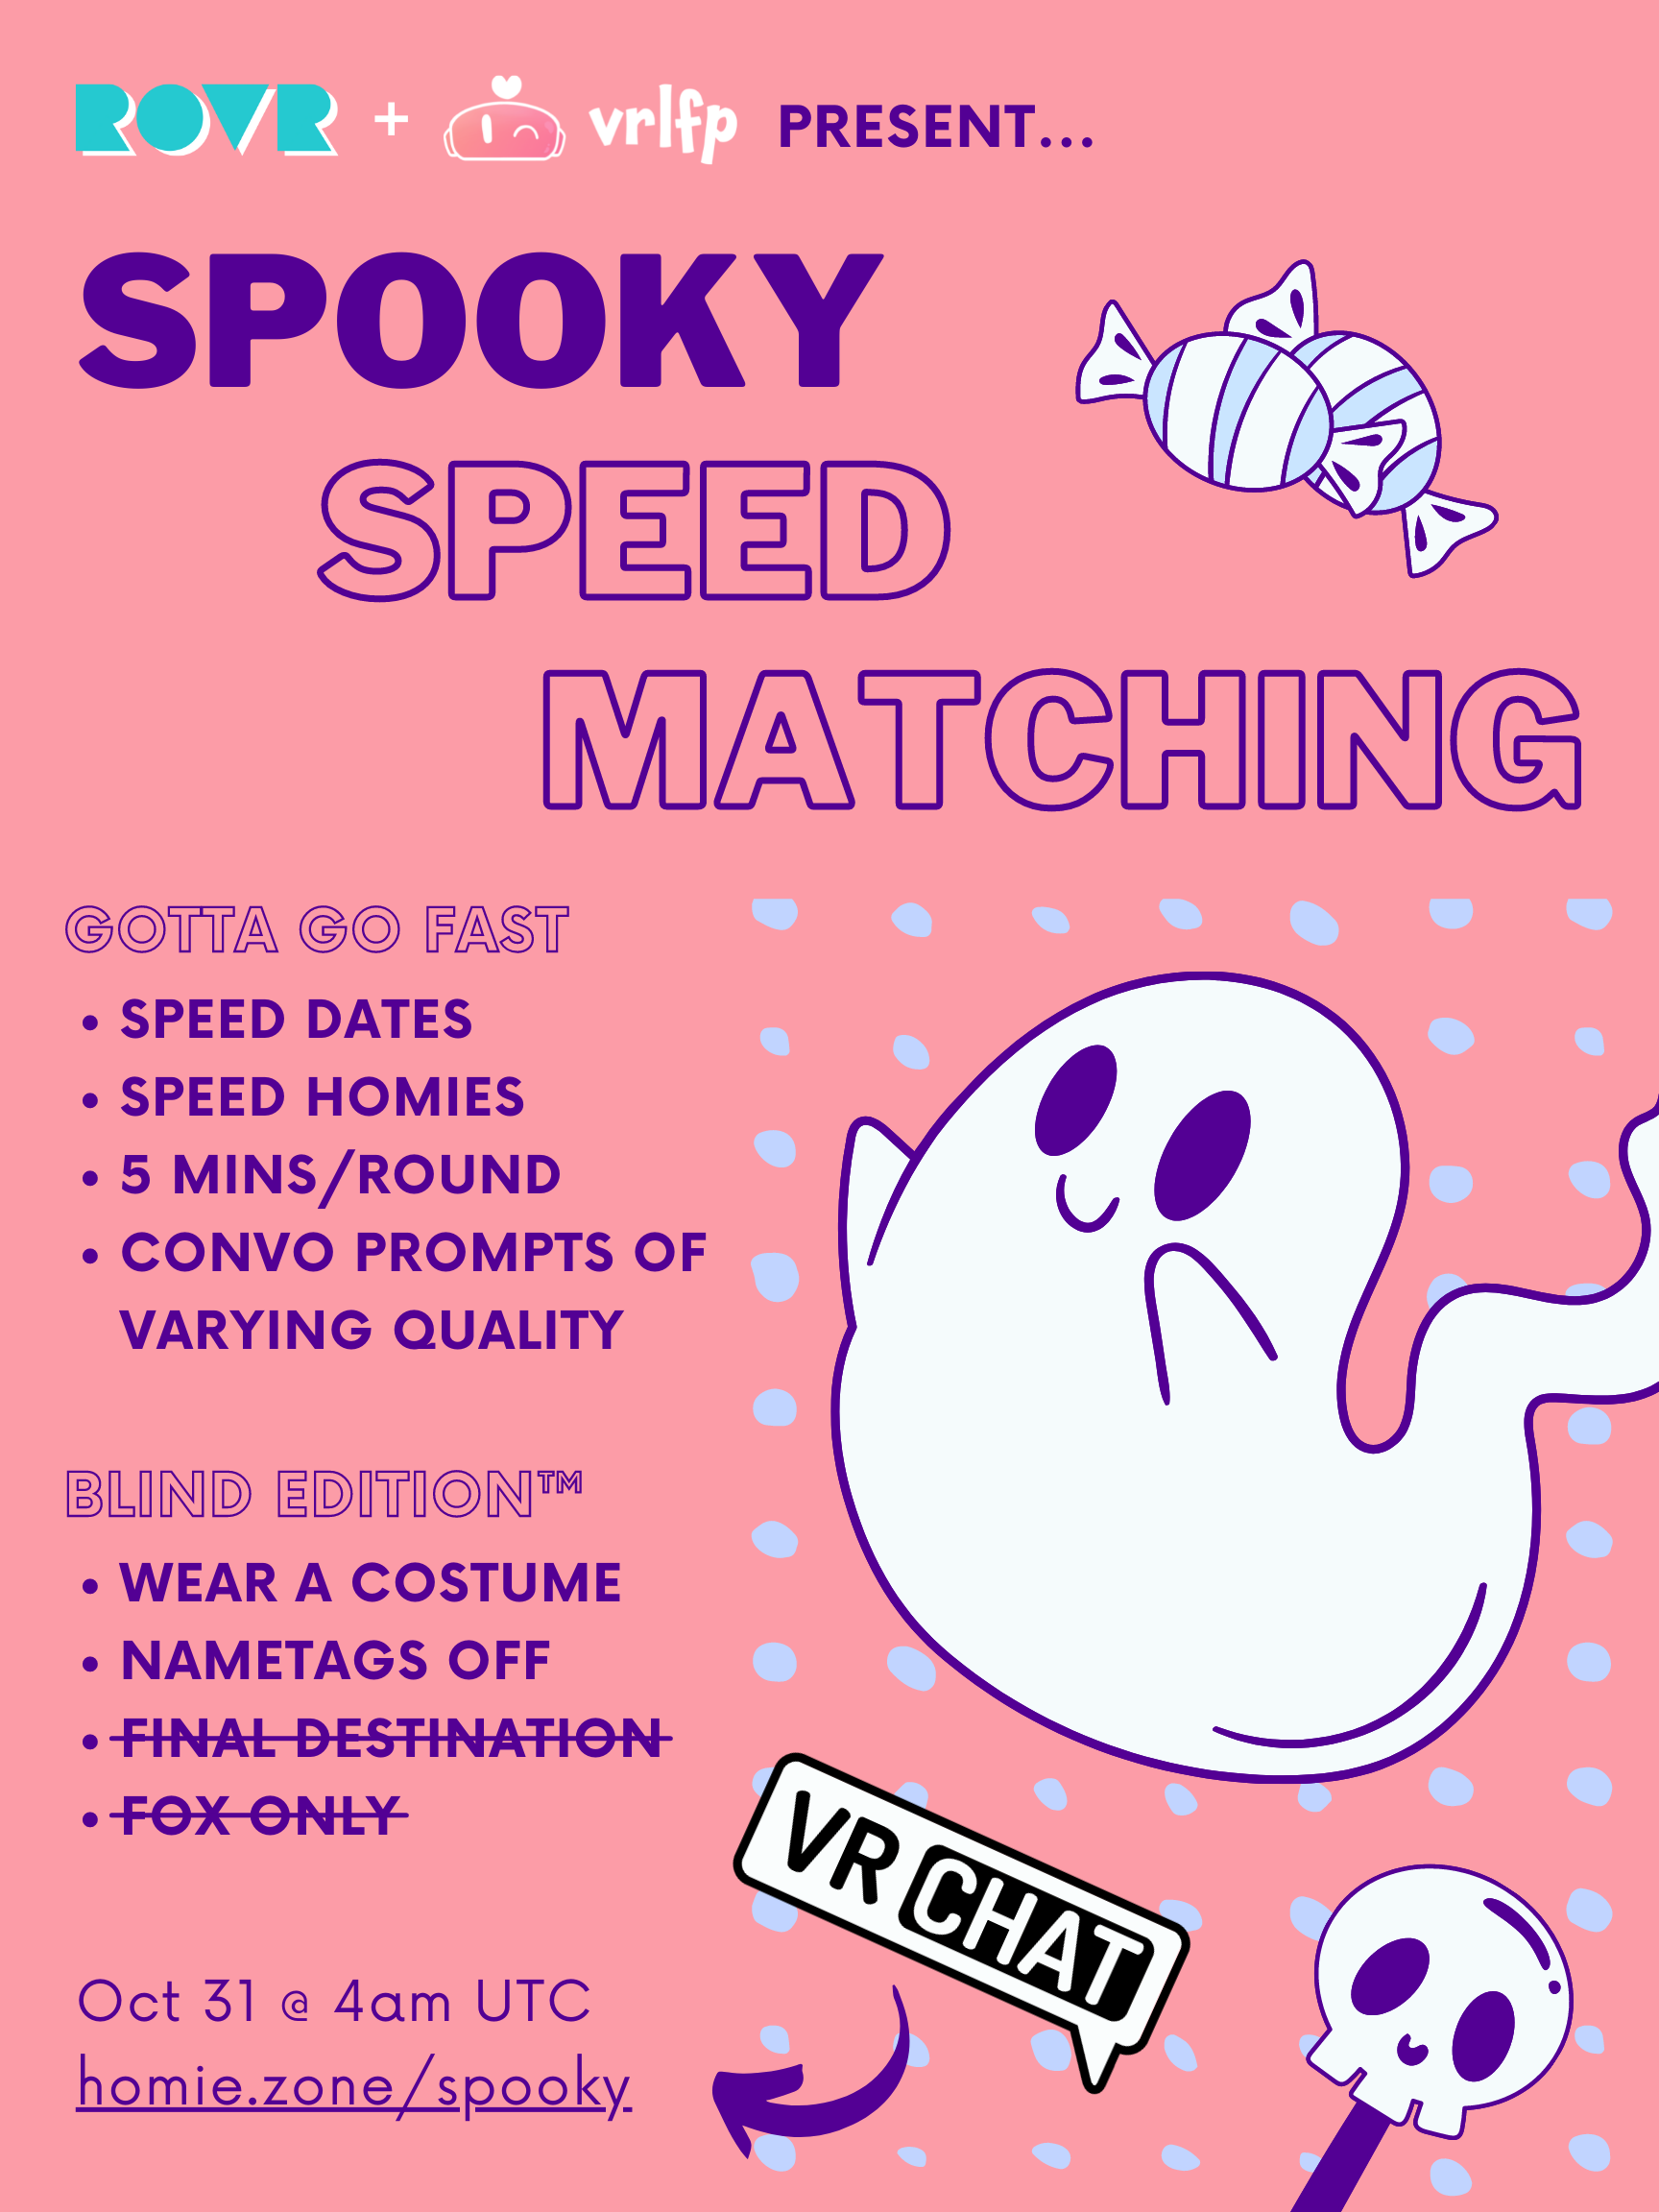 ROVR + vrlfp PRESENT...
SPOOKY
SPEED
MATCHING
GOTTA GO FAST
• SPEED DATES
• SPEED HOMIES
• 5 MINS/ROUND
• CONVO PROMPTS OF
VARYING QUALITY
BLIND EDITION™
• WEAR A COSTUME
• NAMETAGS OFF
• FINAL DESTINATION
• FOX ONLY
VRCHAT
Oct 31 @ 4am UTC
homie.zone/spooky